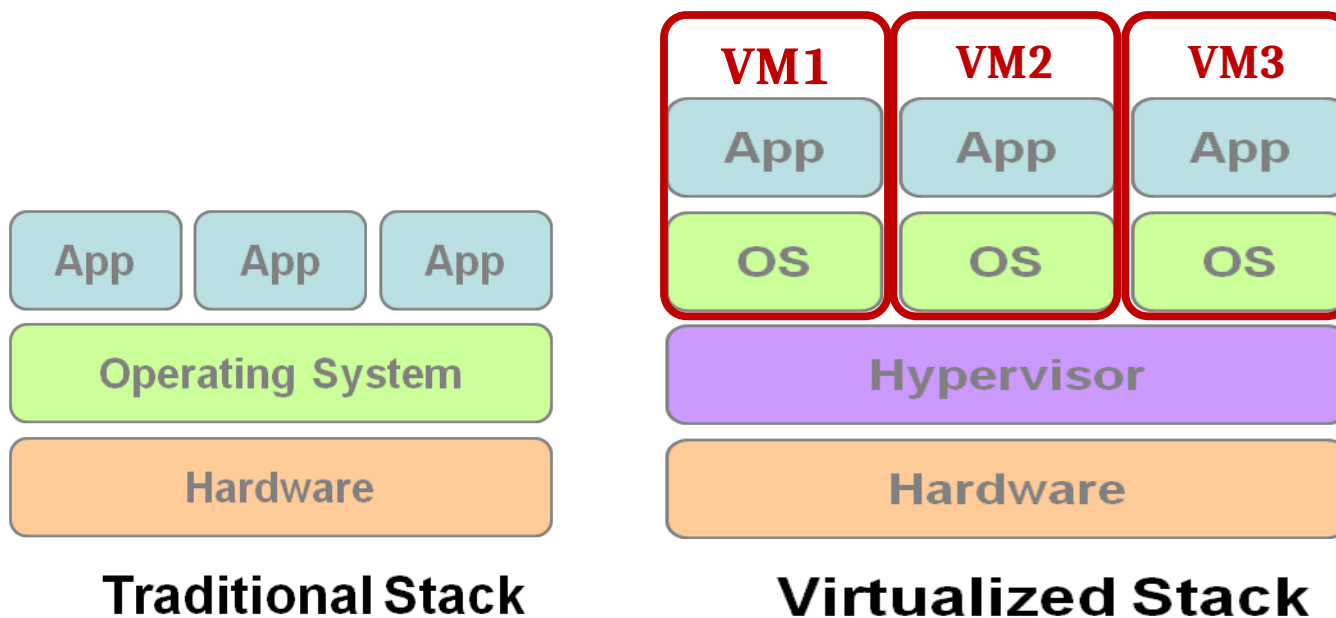 VM1 VM2 VM3
App App App
OS OS OS
App App App
Operating System
Hypervisor
Hardware
Hardware
Traditional Stack
Virtualized Stack